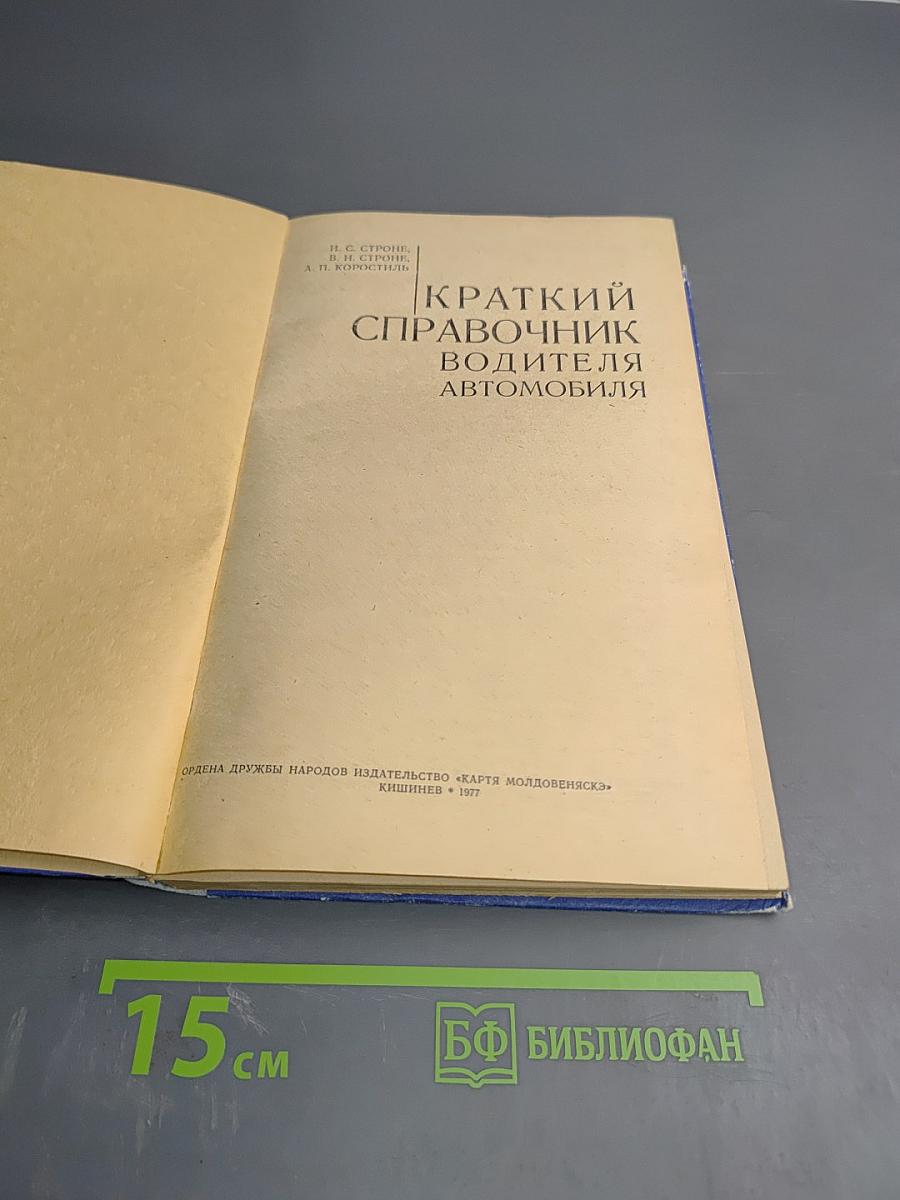 И. С. СТРОНЕ,
В. Н. СТРОНЕ,
А. П. КОРОСТИЛЬ
КРАТКИЙ
СПРАВОЧНИК
ВОДИТЕЛЯ
АВТОМОБИЛЯ
ОРДЕНА ДРУЖБЫ НАРОДОВ ИЗДАТЕЛЬСТВО «КАРТЯ МОЛДОВЕНЯСКЭ»
КИШИНЕВ * 1977
15 см
БФ БИБЛИОФАН